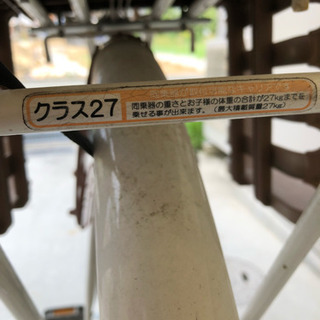 クラス27
同乗器の重さとお子様の体重の合計が27kgまでを
乗せる事が出来ます。(最大積載質量27kg)